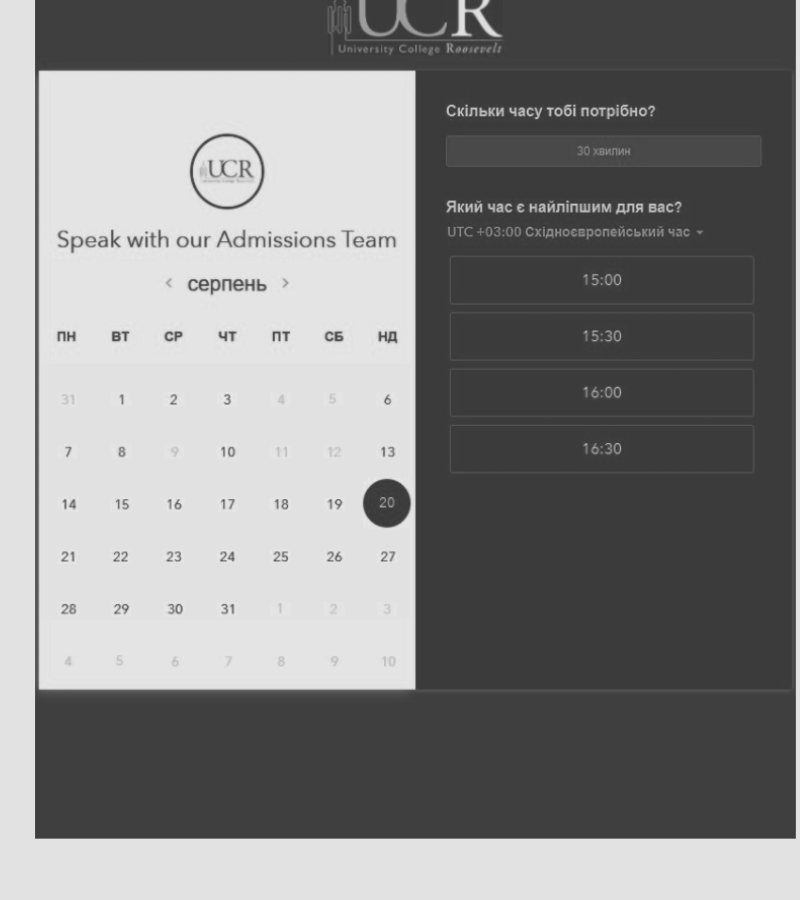 UCR
University College Roosevelt
UCR
Speak with our Admissions Team
< серпень >
ПН ВТ СР ЧТ ПТ СБ НД
31 1 2 3 4 5 6
7 8 9 10 11 12 13
14 15 16 17 18 19 20
21 22 23 24 25 26 27
28 29 30 31 1 2 3
4 5 6 7 8 9 10
Скільки часу тобі потрібно?
30 хвилин
Який час є найліпшим для вас?
UTC +03:00 Східноєвропейський час
15:00
15:30
16:00
16:30